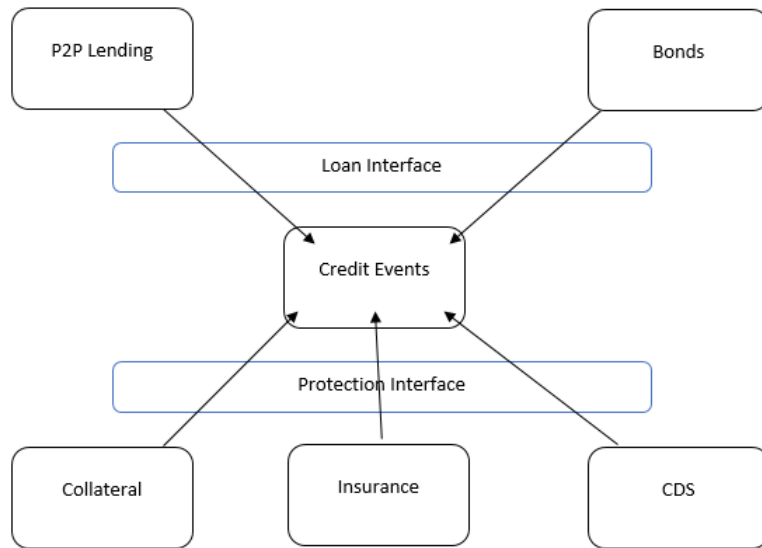 P2P Lending
Bonds
Loan Interface
Credit Events
Protection Interface
Collateral
Insurance
CDS